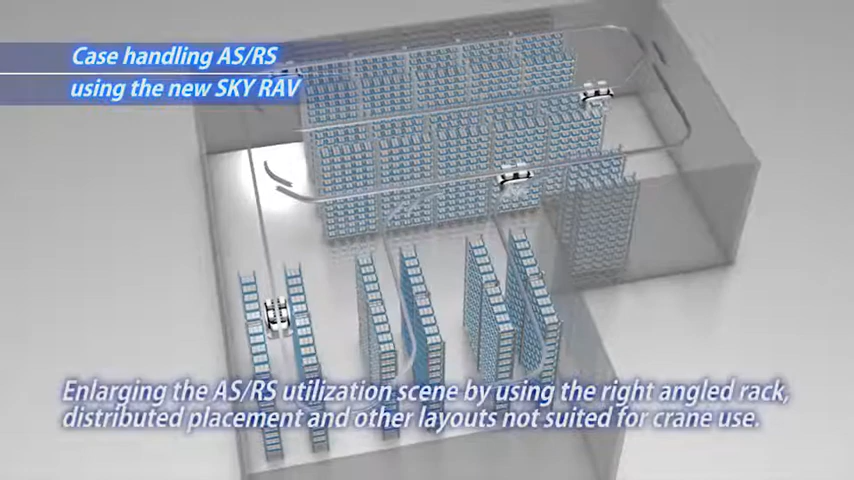 Case handling AS/RS
using the new SKY RAV
Enlarging the AS/RS utilization scene by using the right angled rack,
distributed placement and other layouts not suited for crane use.